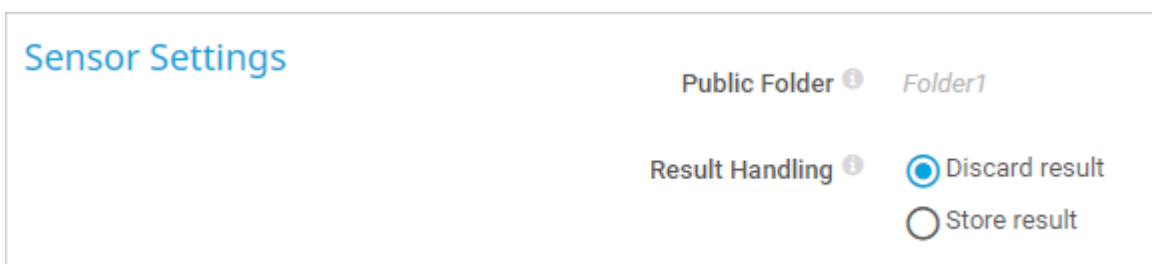 Sensor Settings
Public Folder Folder1
Result Handling Discard result
Store result